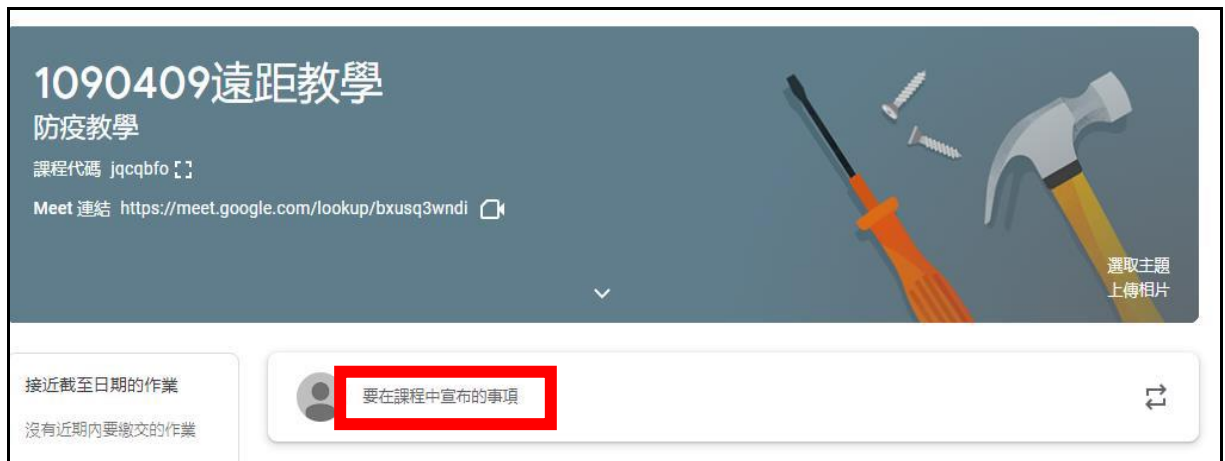 1090409遠距教學
防疫教學
課程代碼 jqcqbfo
Meet 連結 https://meet.google.com/lookup/bxusq3wndi
選取主題
上傳相片
接近截至日期的作業
沒有近期內要繳交的作業
要在課程中宣布的事項